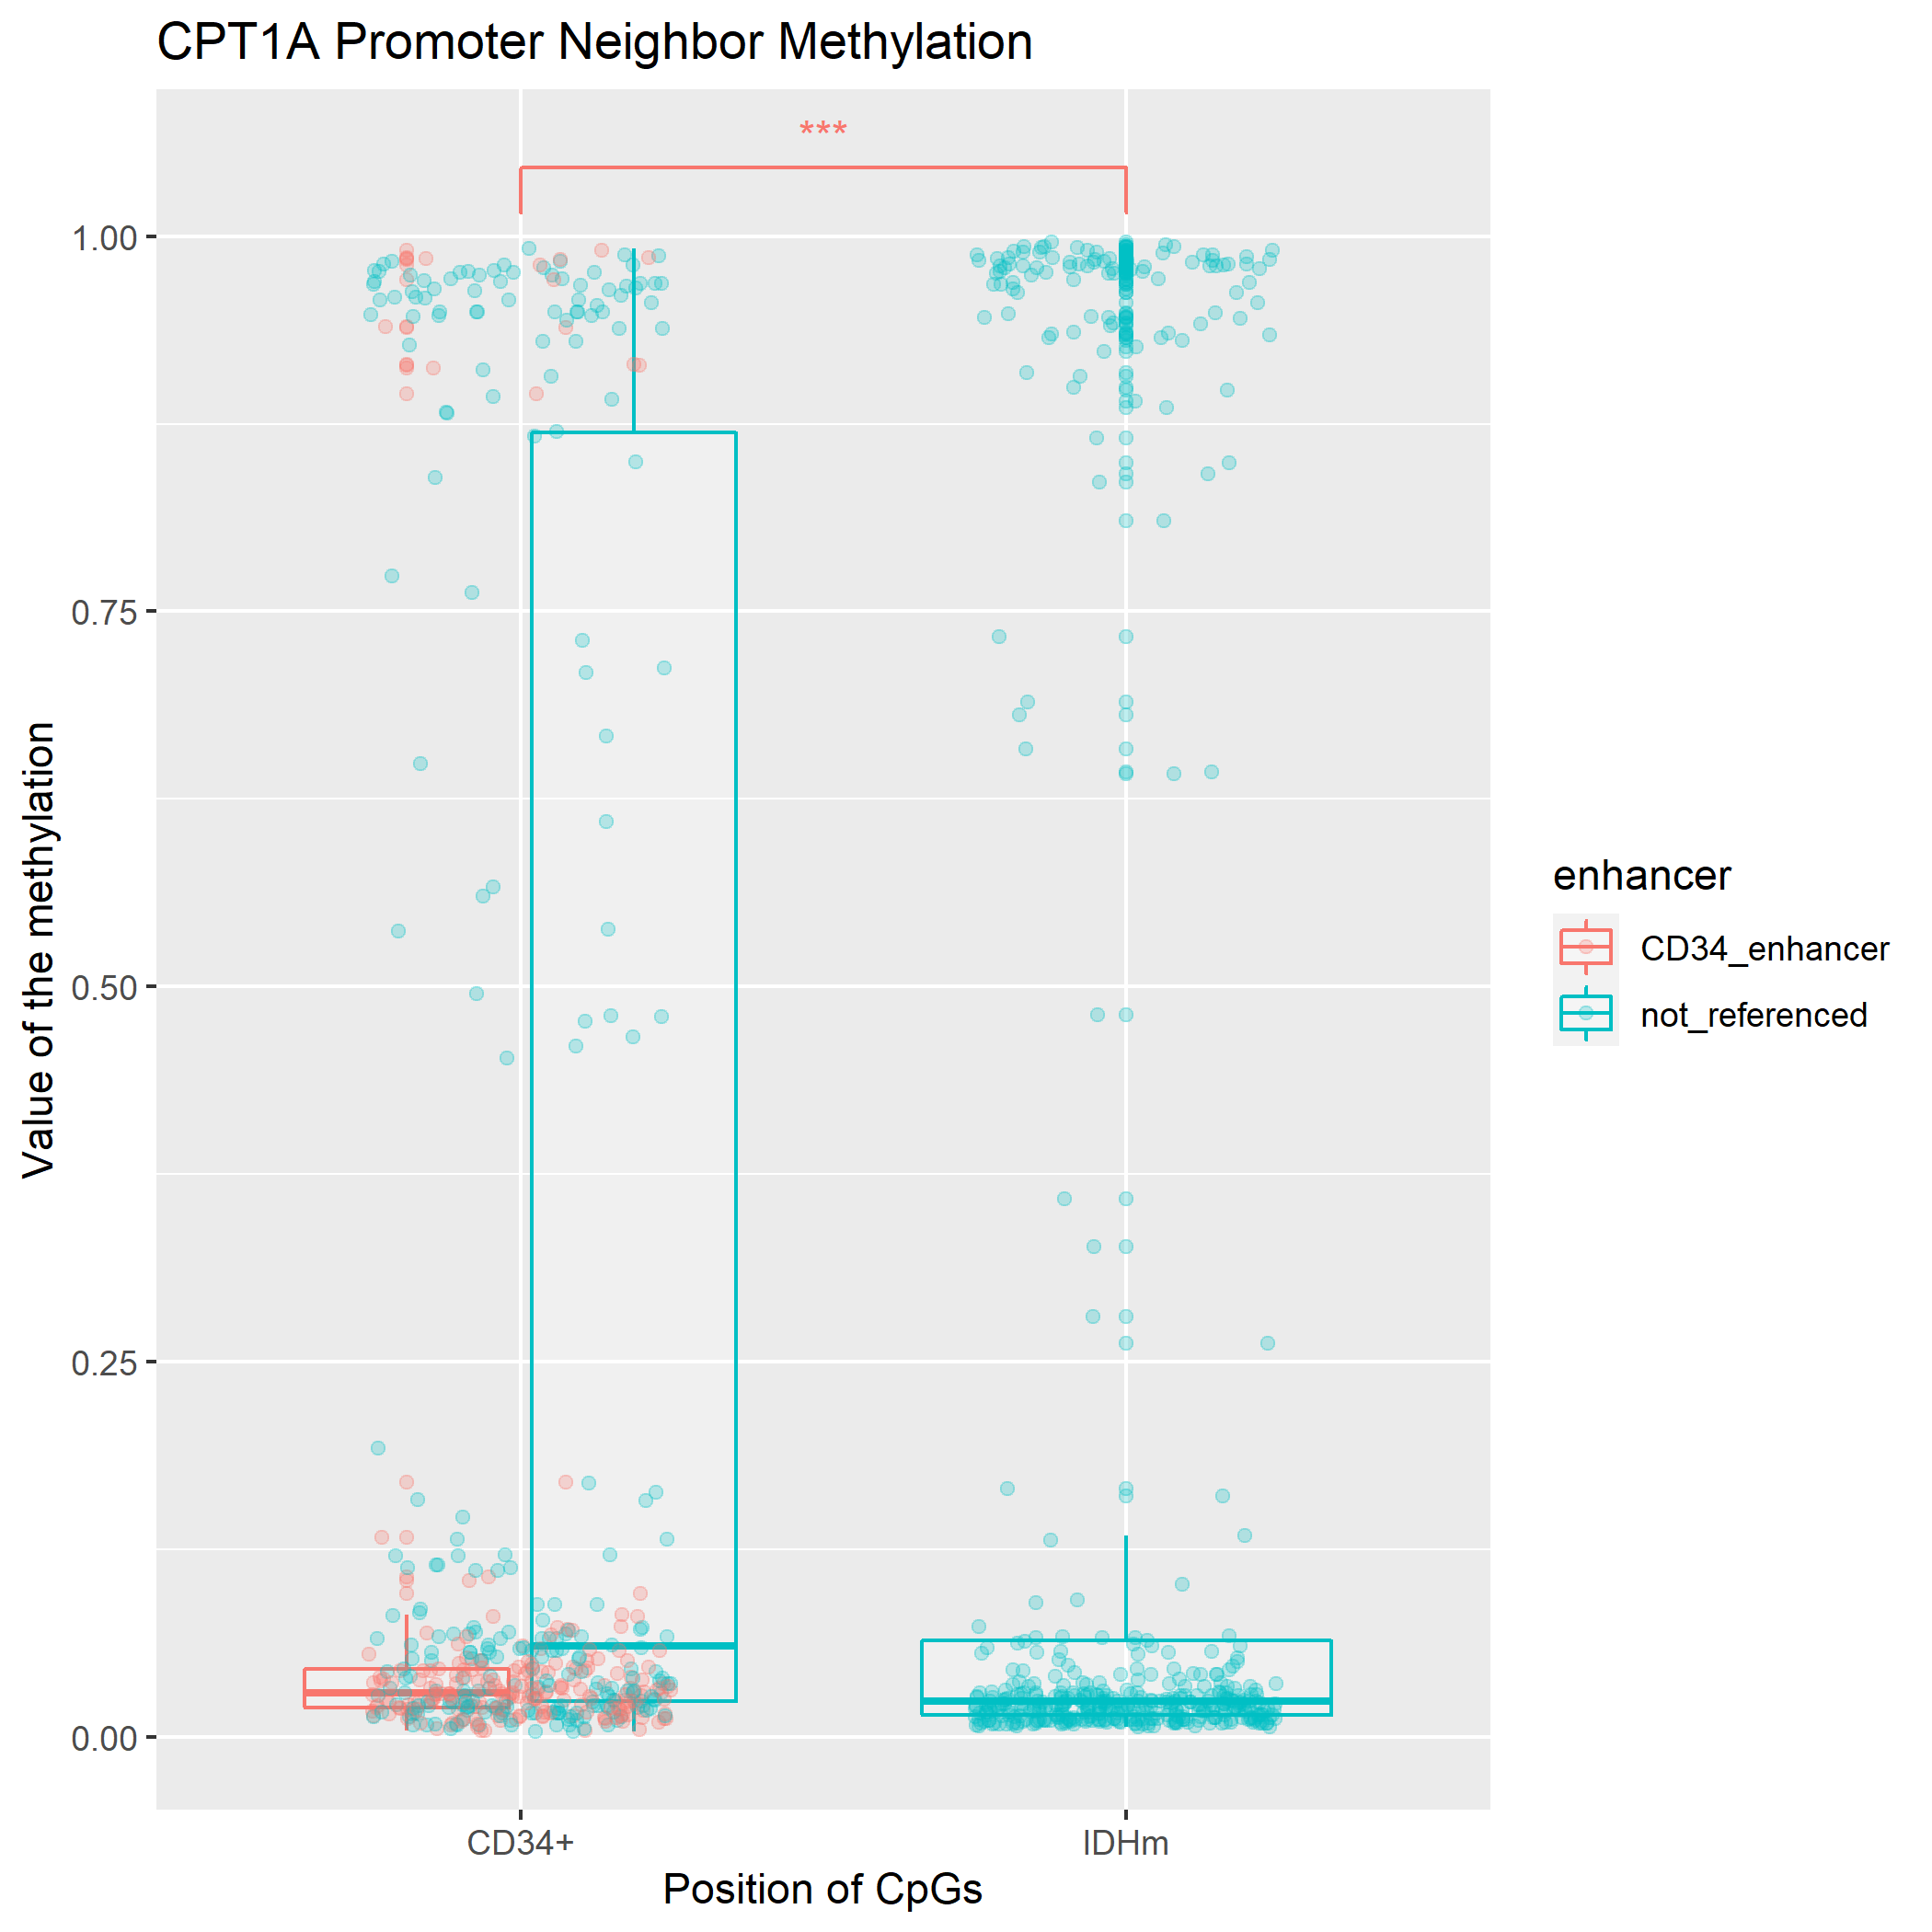 CPT1A Promoter Neighbor Methylation
***
1.00
0.75
0.50
0.25
0.00
Value of the methylation
CD34+
IDHm
Position of CpGs
enhancer
CD34_enhancer
not_referenced